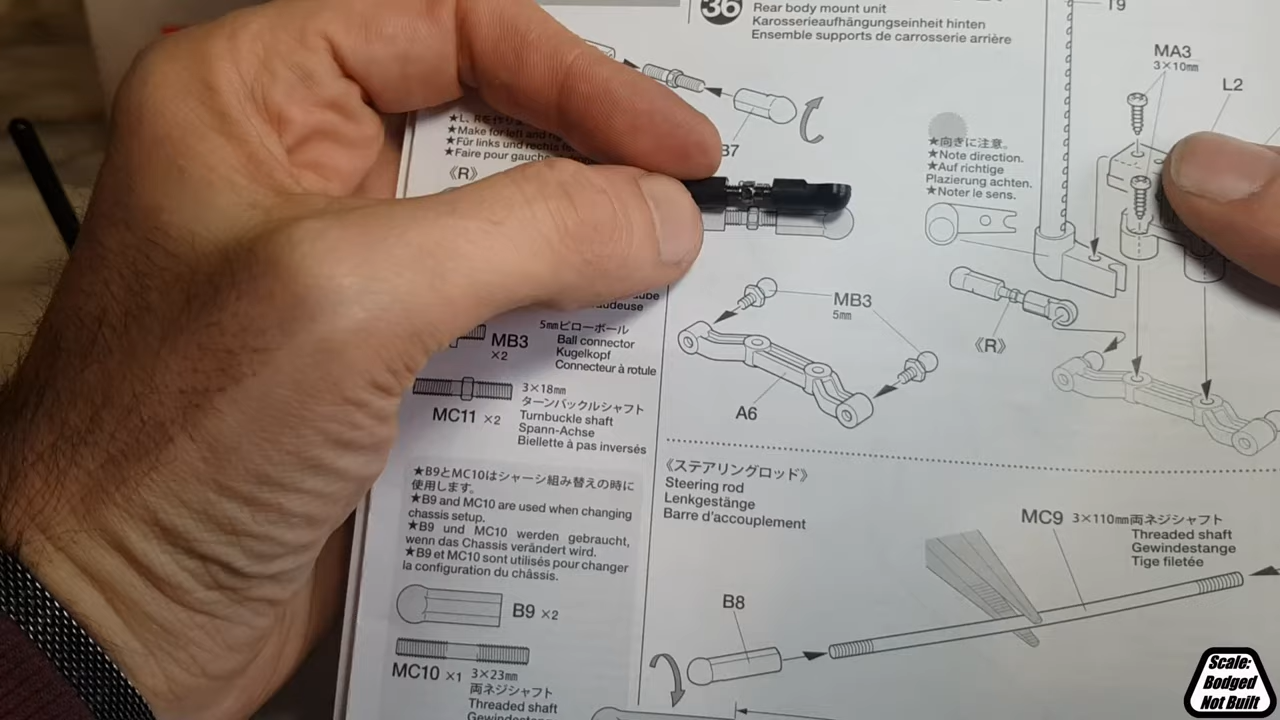 36
Rear body mount unit
Karosserieaufhängungseinheit hinten
Ensemble supports de carrosserie arrière
★L, Rを作り
★Make for left and
★Für links und rechts
★Faire pour gauche
《R》
B7
MB3
×2
5mmピローボール
Ball connector
Kugelkopf
Connecteur à rotule
MC11 ×2
3×18mm
ターンバックルシャフト
Turnbuckle shaft
Spann-Achse
Biellette à pas inversés
★B9とMC10はシャーシ組み替えの時に
使用します。
★B9 and MC10 are used when changing
chassis setup.
★B9 und MC10 werden gebraucht,
wenn das Chassis verändert wird.
★B9 et MC10 sont utilisés pour changer
la configuration du châssis.
B9 ×2
MC10 ×1
3×23mm
両ネジシャフト
Threaded shaft
Gewindestange
MB3
5mm
A6
《ステアリングロッド》
Steering rod
Lenkgestänge
Barre d'accouplement
B8
MC9 3×110mm両ネジシャフト
Threaded shaft
Gewindestange
Tige filetée
T9
MA3
3×10mm
L2
★向きに注意。
★Note direction.
★Auf richtige
Plazierung achten.
★Noter le sens.
《R》
Scale:
Bodged
Not Built